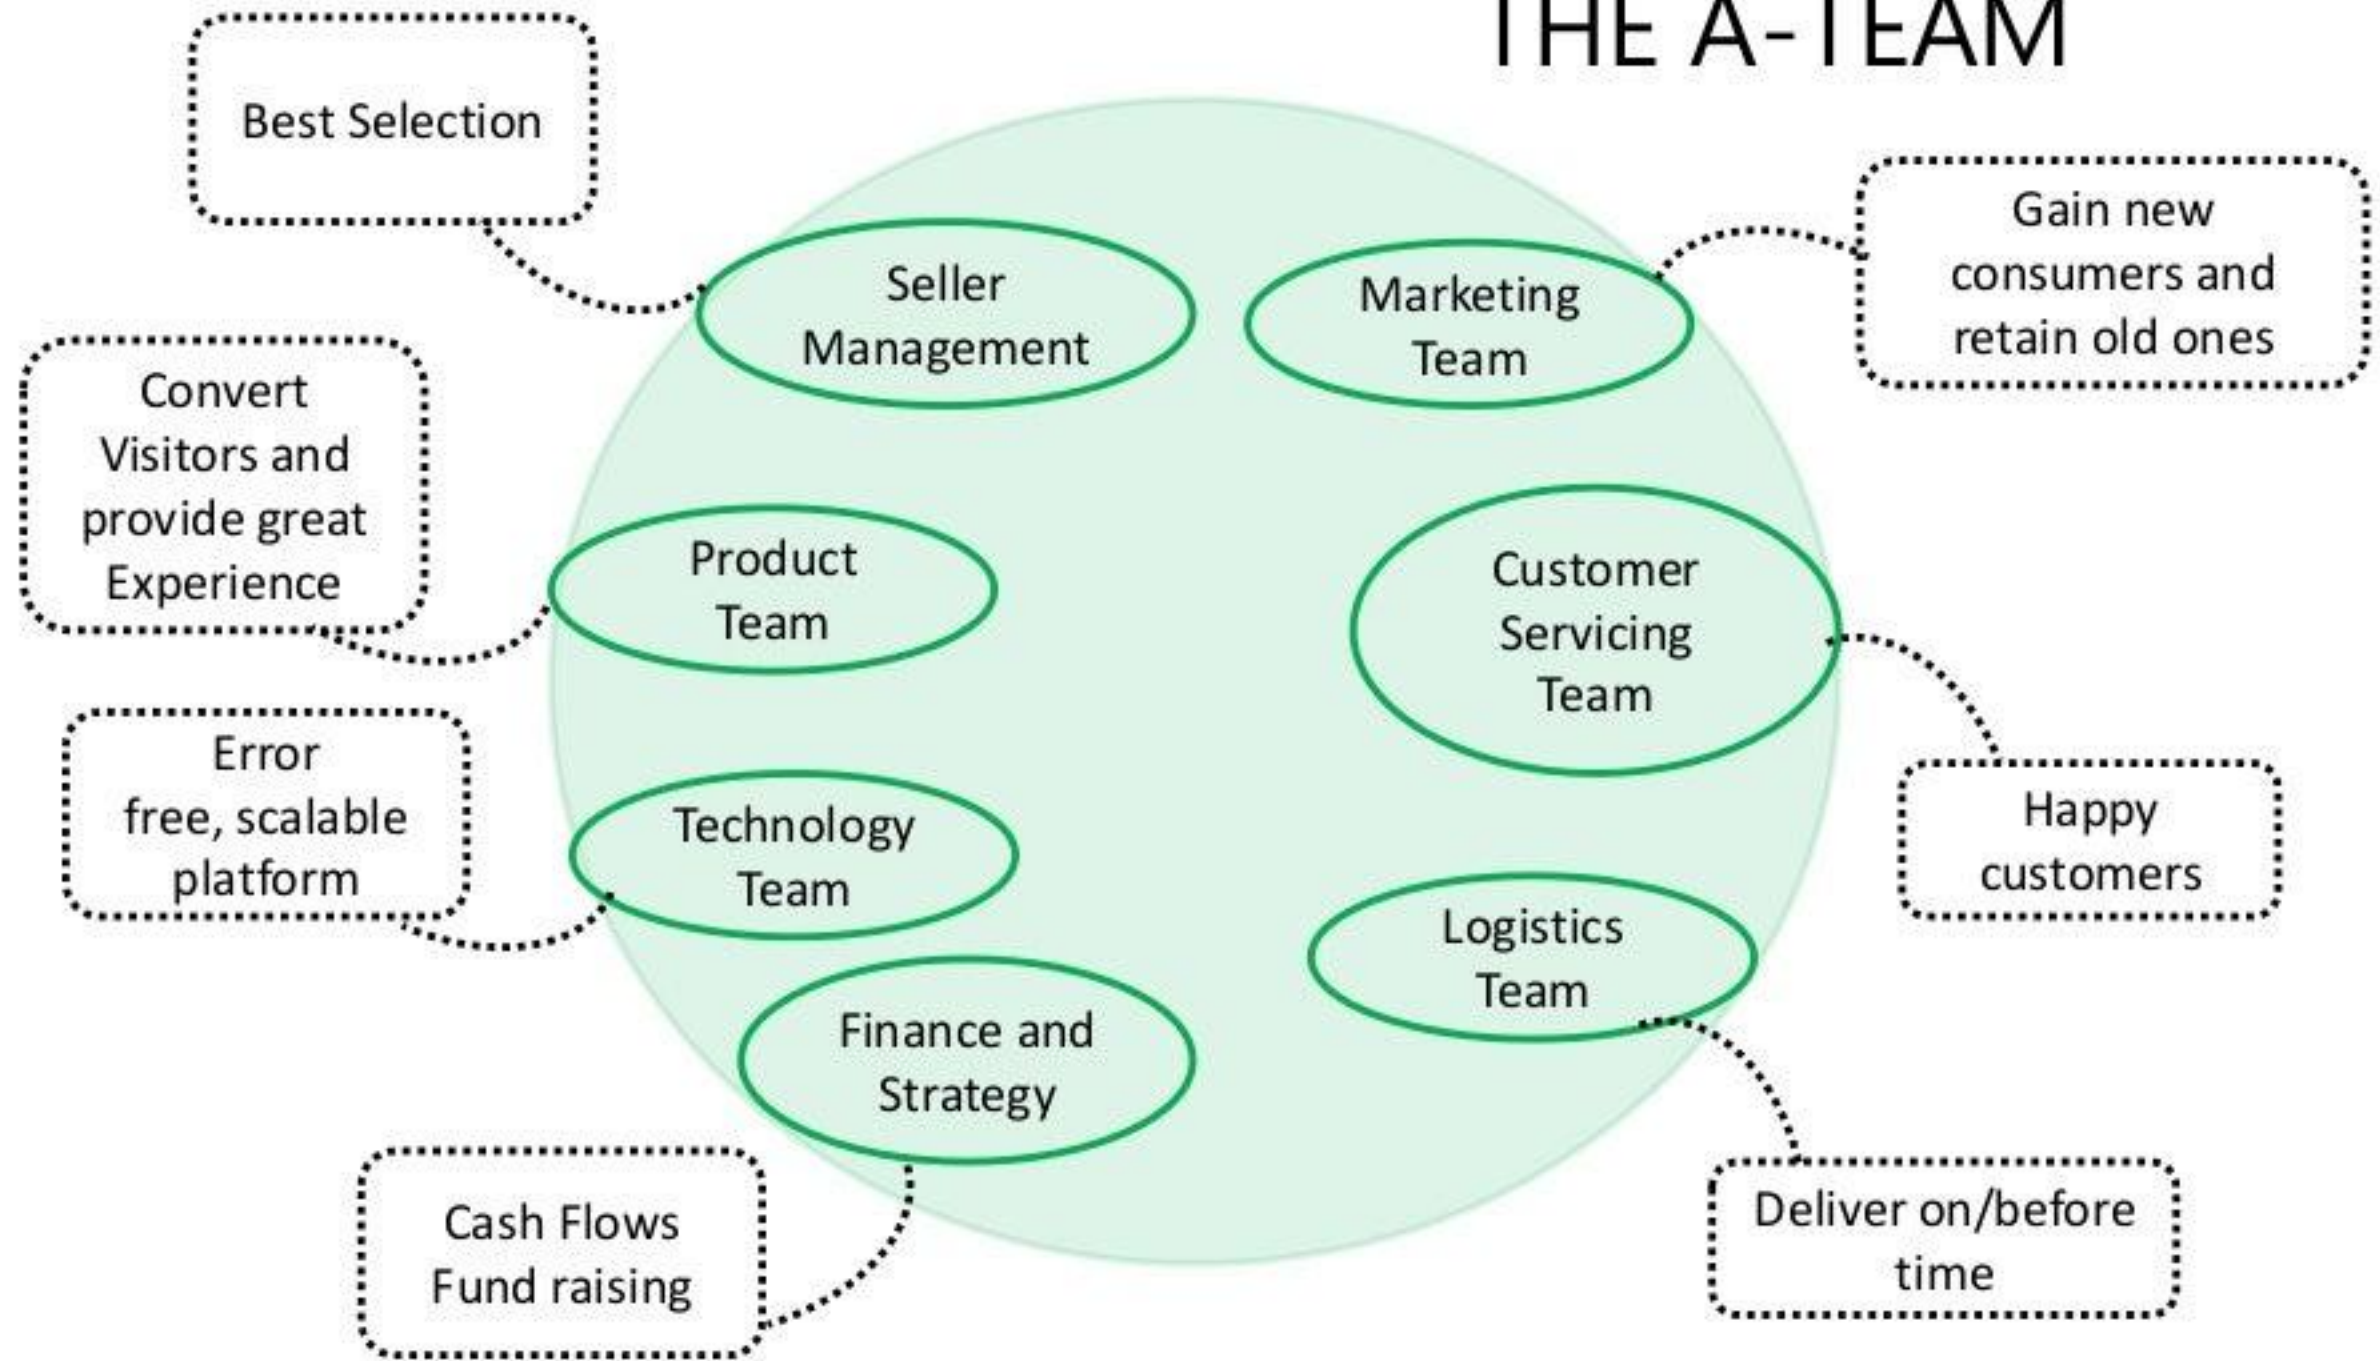 THE A-TEAM
Best Selection
Seller
Management
Marketing
Team
Gain new
consumers and
retain old ones
Convert
Visitors and
provide great
Experience
Product
Team
Customer
Servicing
Team
Error
free, scalable
platform
Technology
Team
Happy
customers
Logistics
Team
Finance and
Strategy
Cash Flows
Fund raising
Deliver on/before
time